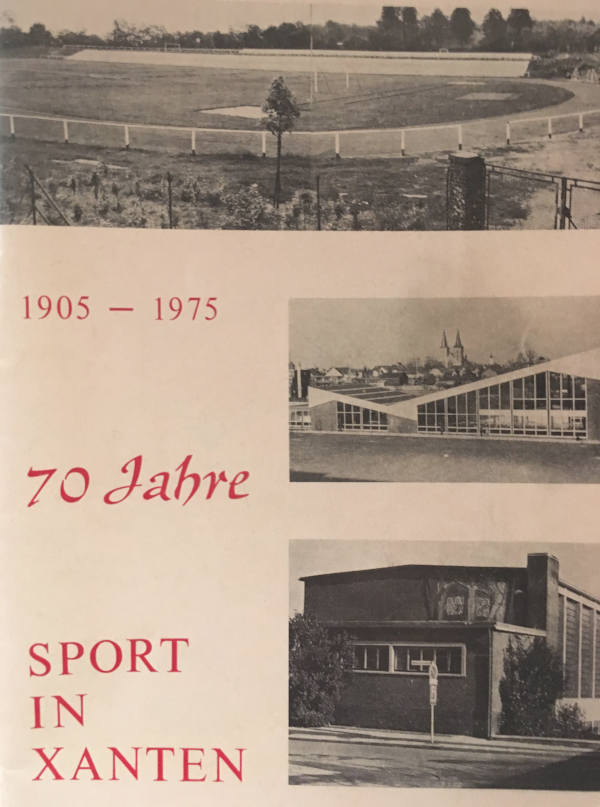 1905 — 1975
70 Jahre
SPORT
IN
XANTEN